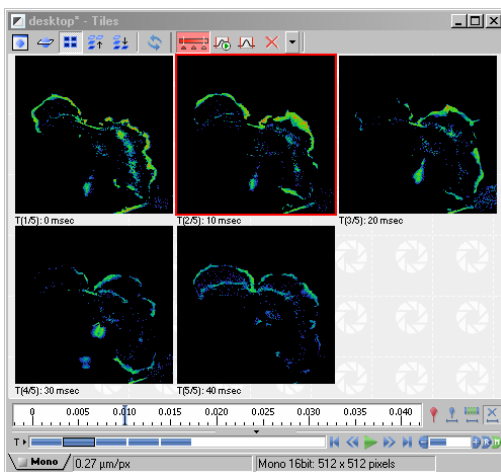 desktop* - Tiles
T(1/5): 0 msec
T(2/5): 10 msec
T(3/5): 20 msec
T(4/5): 30 msec
T(5/5): 40 msec
0 0.005 0.010 0.015 0.020 0.025 0.030 0.035 0.040
T
Mono 0.27 µm/px Mono 16bit: 512 x 512 pixels